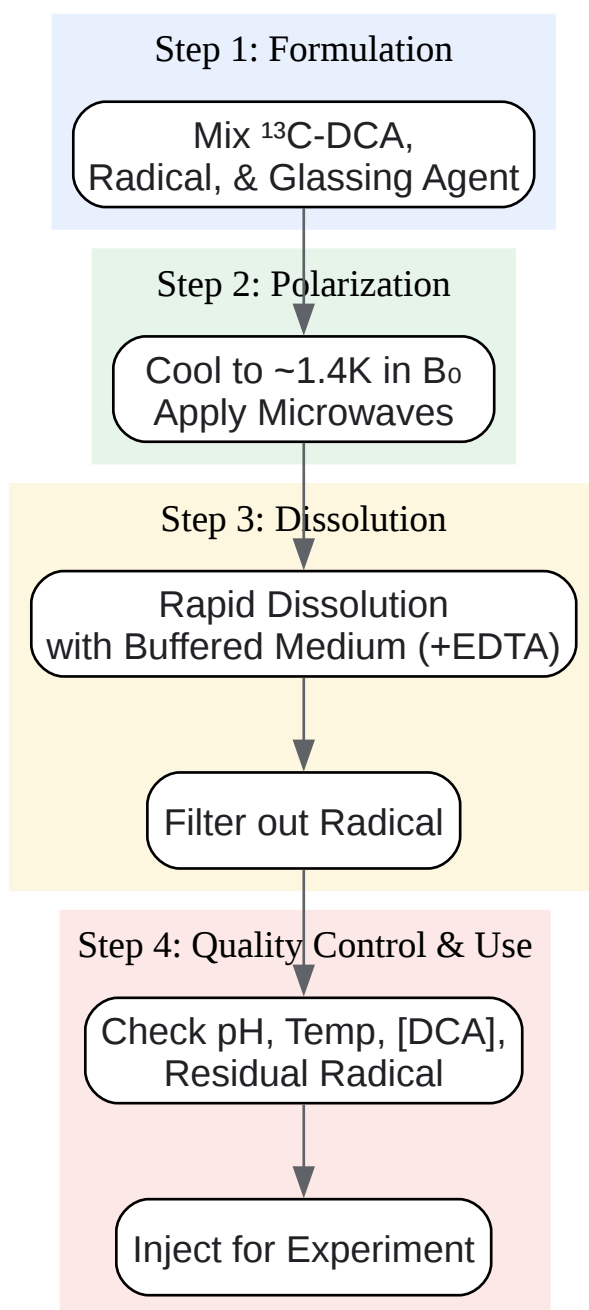 Step 1: Formulation
Mix ¹³C-DCA,
Radical, & Glassing Agent
Step 2: Polarization
Cool to ~1.4K in B₀
Apply Microwaves
Step 3: Dissolution
Rapid Dissolution
with Buffered Medium (+EDTA)
Filter out Radical
Step 4: Quality Control & Use
Check pH, Temp, [DCA],
Residual Radical
Inject for Experiment